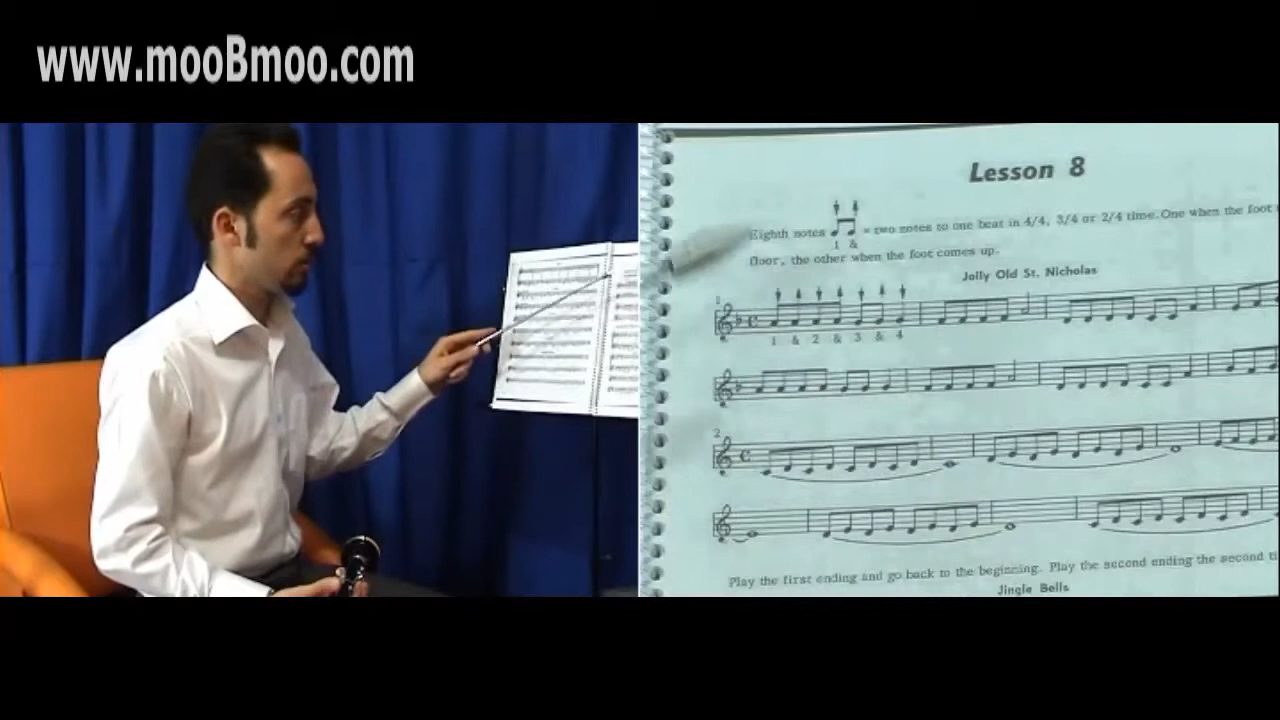 www.mooBmoo.com
Lesson 8
Eighth notes = two notes to one beat in 4/4, 3/4 or 2/4 time. One when the foot
1 &
floor, the other when the foot comes up.
Jolly Old St. Nicholas
1
1 & 2 & 3 & 4
2
Play the first ending and go back to the beginning. Play the second ending the second
Jingle Bells